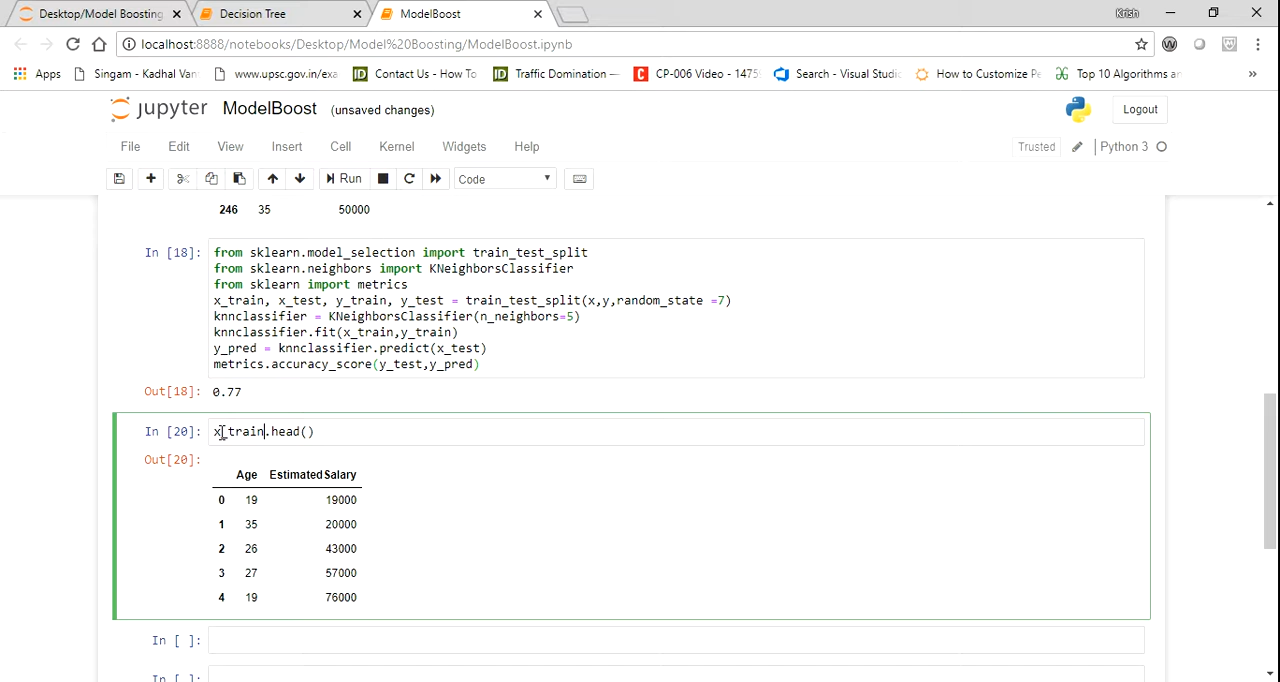 Desktop/Model Boosting
Decision Tree
ModelBoost
Krish
localhost:8888/notebooks/Desktop/Model%20Boosting/ModelBoost.ipynb
Apps Singam - Kadhal Van www.upsc.gov.in/exa Contact Us - How To Traffic Domination — CP-006 Video - 1475 Search - Visual Studio How to Customize Pe Top 10 Algorithms an »
jupyter ModelBoost (unsaved changes) Logout
File Edit View Insert Cell Kernel Widgets Help Trusted Python 3
Run Code
246 35 50000
In [18]: from sklearn.model_selection import train_test_split
from sklearn.neighbors import KNeighborsClassifier
from sklearn import metrics
x_train, x_test, y_train, y_test = train_test_split(x,y,random_state =7)
knnclassifier = KNeighborsClassifier(n_neighbors=5)
knnclassifier.fit(x_train,y_train)
y_pred = knnclassifier.predict(x_test)
metrics.accuracy_score(y_test,y_pred)
Out[18]: 0.77
In [20]: x_train.head()
Out[20]:
Age EstimatedSalary
0 19 19000
1 35 20000
2 26 43000
3 27 57000
4 19 76000
In [ ]:
In [ ]: